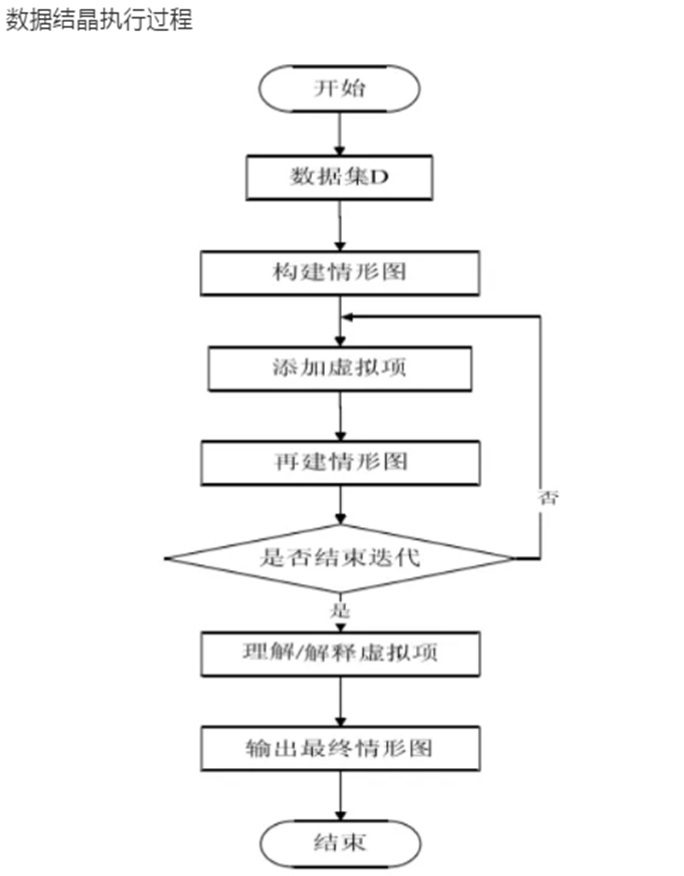 数据结晶执行过程
开始
数据集D
构建情形图
添加虚拟项
再建情形图
否
是否结束迭代
是
理解/解释虚拟项
输出最终情形图
结束